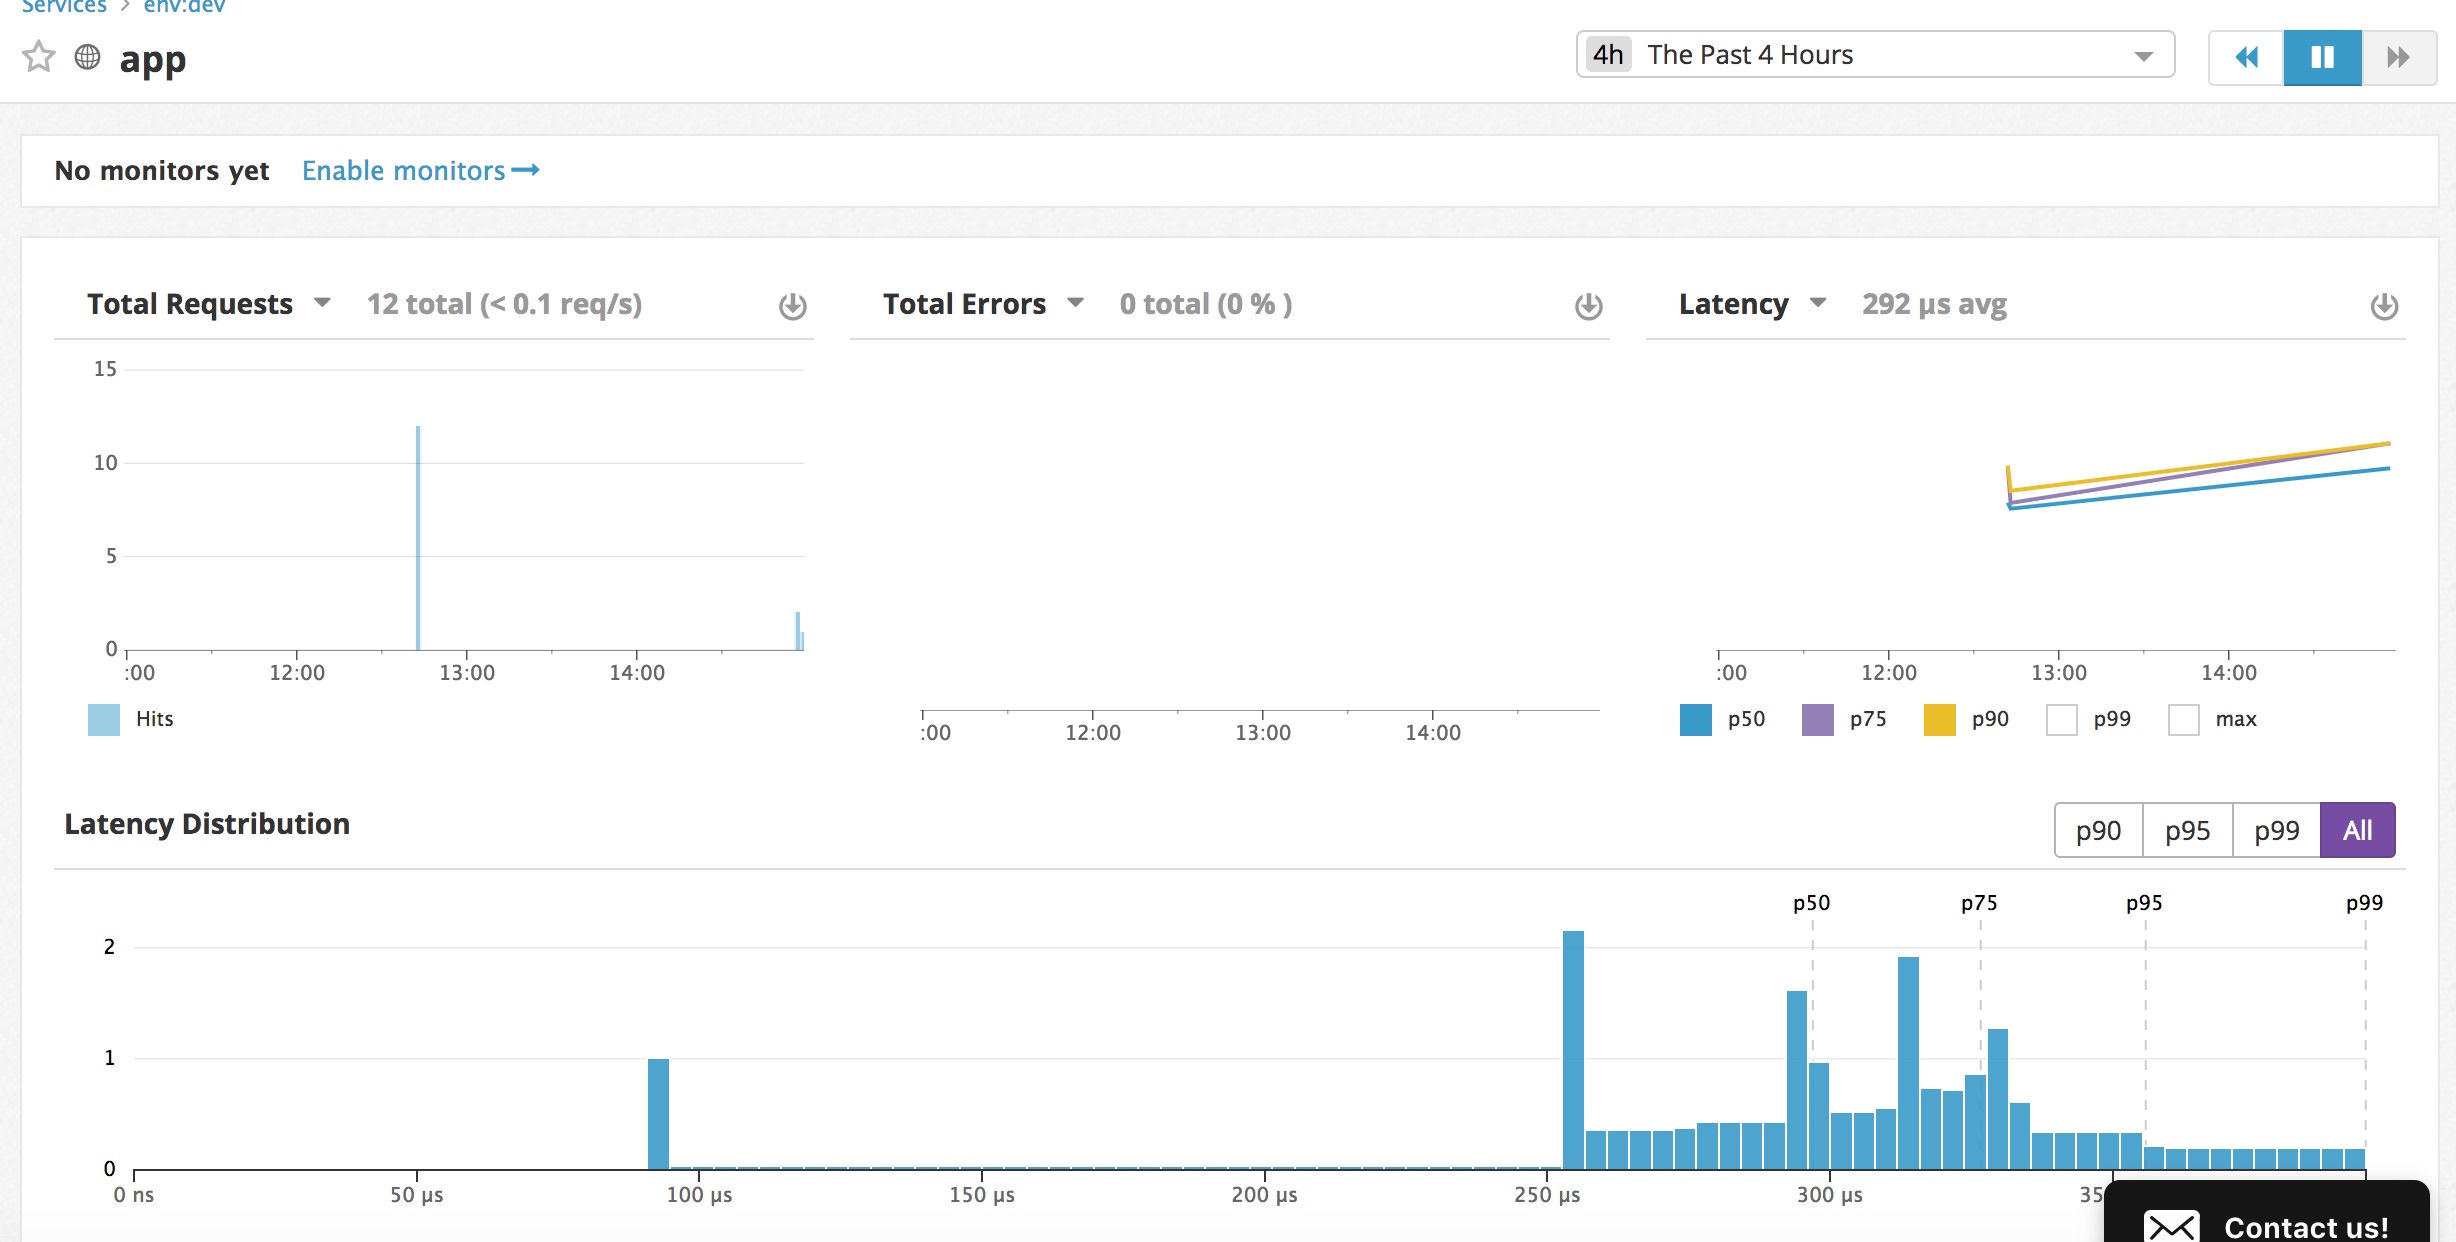 Services > env:dev
app
4h The Past 4 Hours
No monitors yet Enable monitors→
Total Requests 12 total (< 0.1 req/s)
15
10
5
0
:00 12:00 13:00 14:00
Hits
Total Errors 0 total (0 % )
:00 12:00 13:00 14:00
Latency 292 µs avg
:00 12:00 13:00 14:00
p50 p75 p90 p99 max
Latency Distribution
p90 p95 p99 All
p50 p75 p95 p99
2
1
0
0 ns 50 µs 100 µs 150 µs 200 µs 250 µs 300 µs
Contact us!